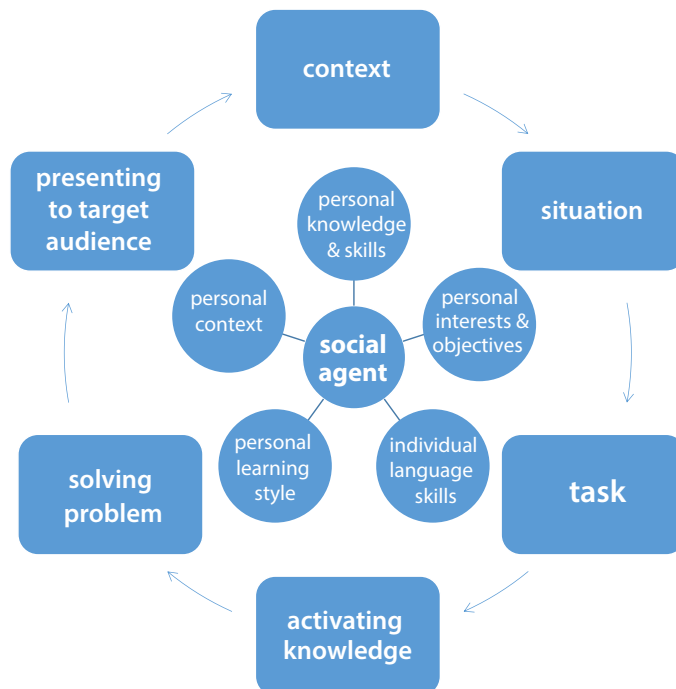 context
situation
task
activating
knowledge
solving
problem
presenting
to target
audience
personal
knowledge
& skills
personal
interests &
objectives
individual
language
skills
personal
learning
style
personal
context
social
agent